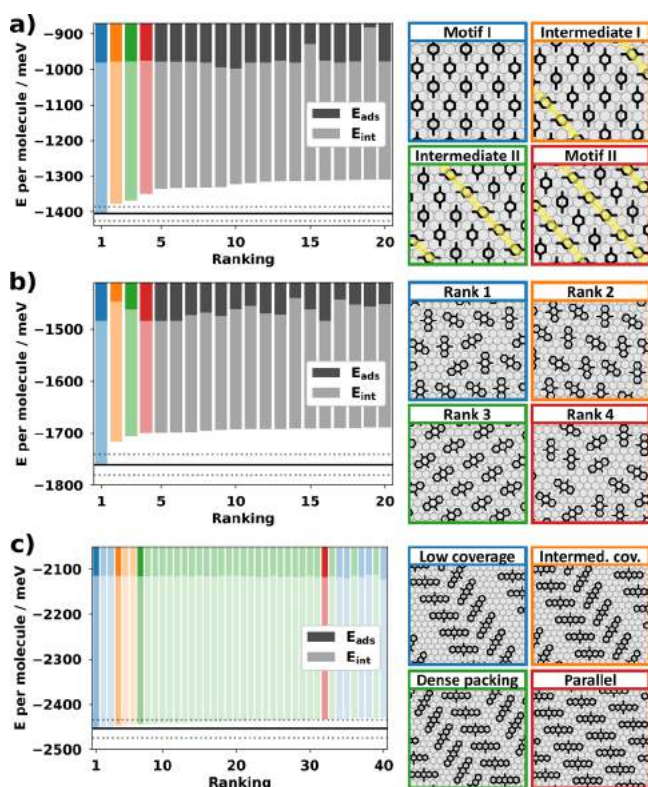 a)
E per molecule / meV
−900
−1000
−1100
−1200
−1300
−1400
E_ads
E_int
1 5 10 15 20
Ranking
Motif I
Intermediate I
Intermediate II
Motif II
b)
E per molecule / meV
−1500
−1600
−1700
−1800
E_ads
E_int
1 5 10 15 20
Ranking
Rank 1
Rank 2
Rank 3
Rank 4
c)
E per molecule / meV
−2100
−2200
−2300
−2400
−2500
E_ads
E_int
1 10 20 30 40
Ranking
Low coverage
Intermed. cov.
Dense packing
Parallel